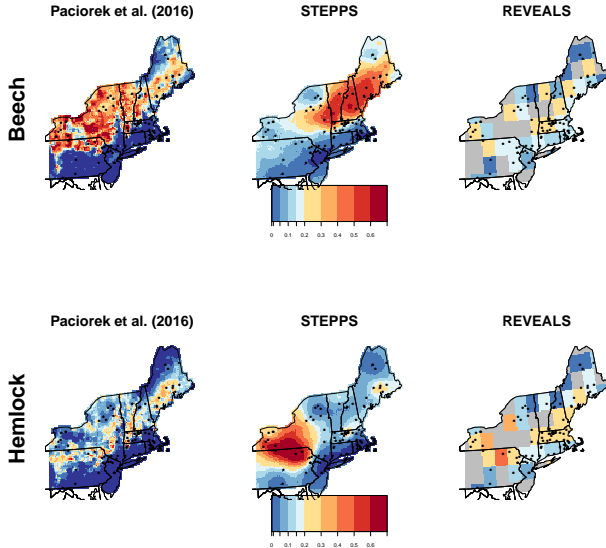 Paciorek et al. (2016) STEPPS REVEALS
Beech
0 0.1 0.2 0.3 0.4 0.5 0.6
Paciorek et al. (2016) STEPPS REVEALS
Hemlock
0 0.1 0.2 0.3 0.4 0.5 0.6